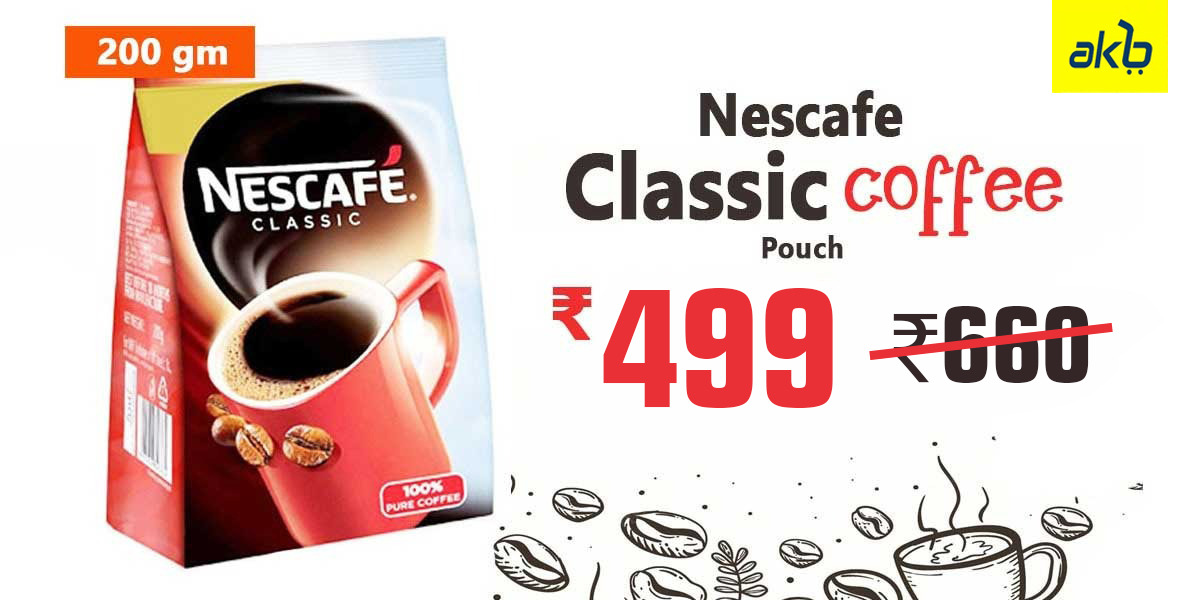 200 gm
akb
Nescafe
Classic coffee
Pouch
₹499 ₹660
NESCAFÉ.
CLASSIC
100%
PURE COFFEE